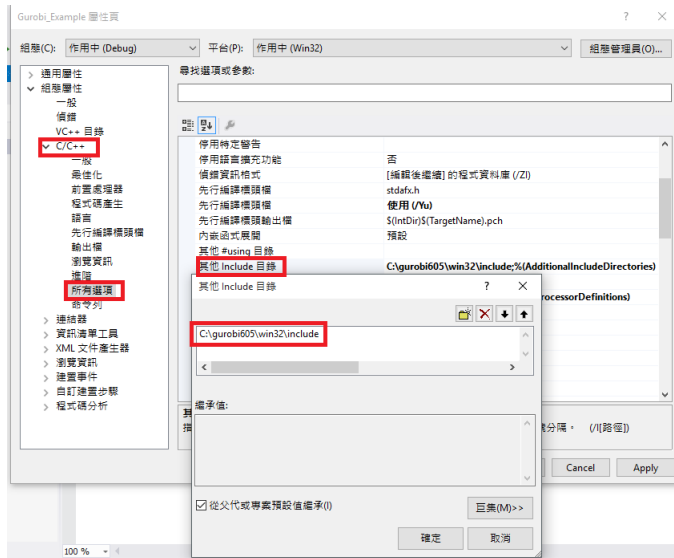 Gurobi_Example 屬性頁
?
組態(C): 作用中 (Debug) 平台(P): 作用中 (Win32) 組態管理員(O)...
通用屬性
組態屬性
一般
偵錯
VC++ 目錄
C/C++
一般
最佳化
前置處理器
程式碼產生
語言
先行編譯標頭檔
輸出檔
瀏覽資訊
進階
所有選項
命令列
連結器
資訊清單工具
XML 文件產生器
瀏覽資訊
建置事件
自訂建置步驟
程式碼分析
尋找選項或參數:
停用特定警告
停用語言擴充功能 否
偵錯資訊格式 [編輯後繼續] 的程式資料庫 (/ZI)
先行編譯標頭檔 stdafx.h
先行編譯標頭檔 使用 (/Yu)
先行編譯標頭輸出檔 $(IntDir)$(TargetName).pch
內嵌函式展開 預設
其他 #using 目錄
其他 Include 目錄 C:\gurobi605\win32\include;%(AdditionalIncludeDirectories)
rocessorDefinitions)
其他 Include 目錄
?
C:\gurobi605\win32\include
繼承值:
從父代或專案預設值繼承(I)
巨集(M)>>
確定 取消
分隔。 (/I[路徑])
Cancel Apply
100 %